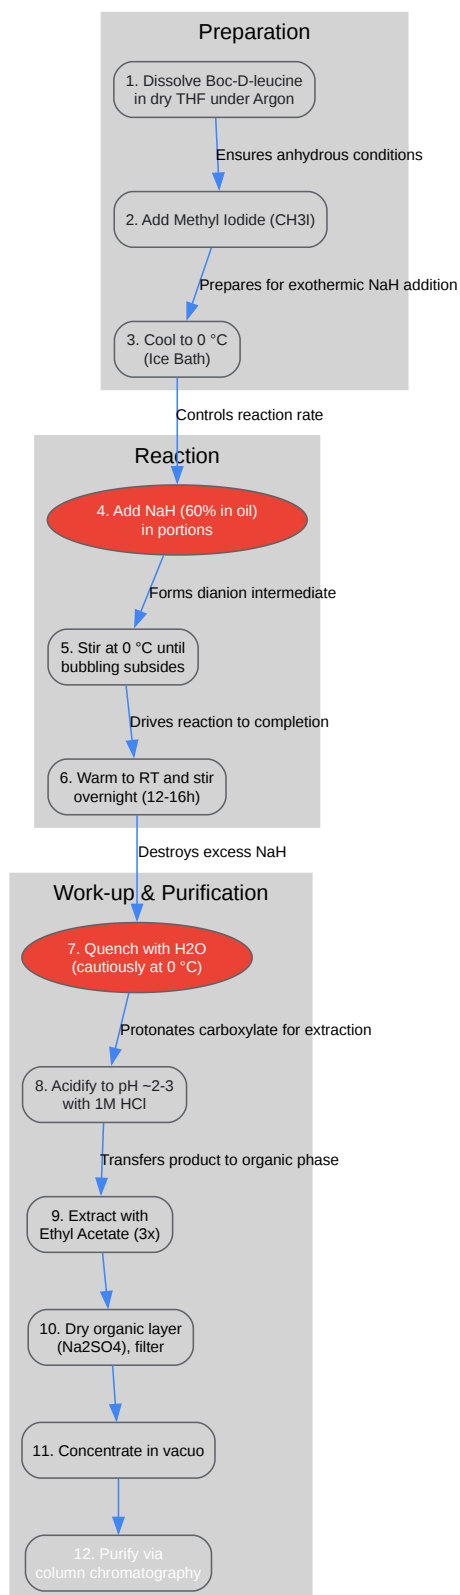 Preparation
1. Dissolve Boc-D-leucine
in dry THF under Argon
Ensures anhydrous conditions
2. Add Methyl Iodide (CH3I)
Prepares for exothermic NaH addition
3. Cool to 0 °C
(Ice Bath)
Controls reaction rate
Reaction
4. Add NaH (60% in oil)
in portions
Forms dianion intermediate
5. Stir at 0 °C until
bubbling subsides
Drives reaction to completion
6. Warm to RT and stir
overnight (12-16h)
Destroys excess NaH
Work-up & Purification
7. Quench with H2O
(cautiously at 0 °C)
Protonates carboxylate for extraction
8. Acidify to pH ~2-3
with 1M HCl
Transfers product to organic phase
9. Extract with
Ethyl Acetate (3x)
10. Dry organic layer
(Na2SO4), filter
11. Concentrate in vacuo
12. Purify via
column chromatography